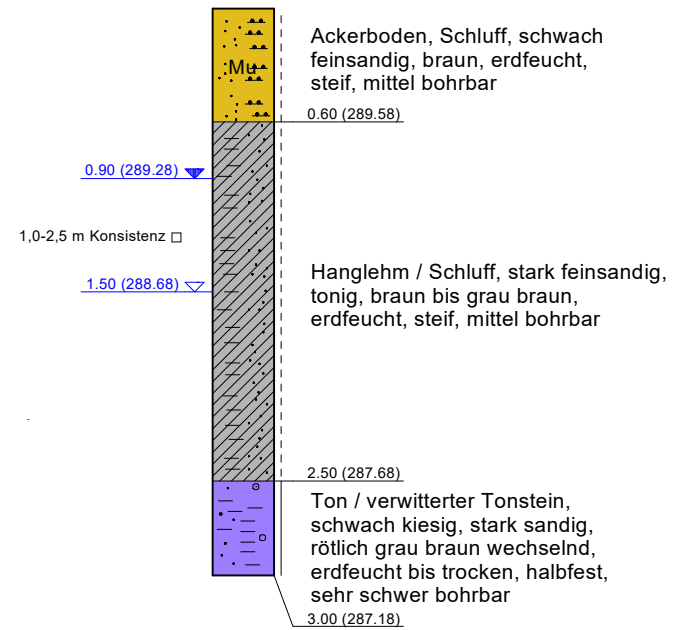 Ackerboden, Schluff, schwach
feinsandig, braun, erdfeucht,
steif, mittel bohrbar
Mu
0.60 (289.58)
0.90 (289.28)
1,0-2,5 m Konsistenz
1.50 (288.68)
Hanglehm / Schluff, stark feinsandig,
tonig, braun bis grau braun,
erdfeucht, steif, mittel bohrbar
2.50 (287.68)
Ton / verwitterter Tonstein,
schwach kiesig, stark sandig,
rötlich grau braun wechselnd,
erdfeucht bis trocken, halbfest,
sehr schwer bohrbar
3.00 (287.18)